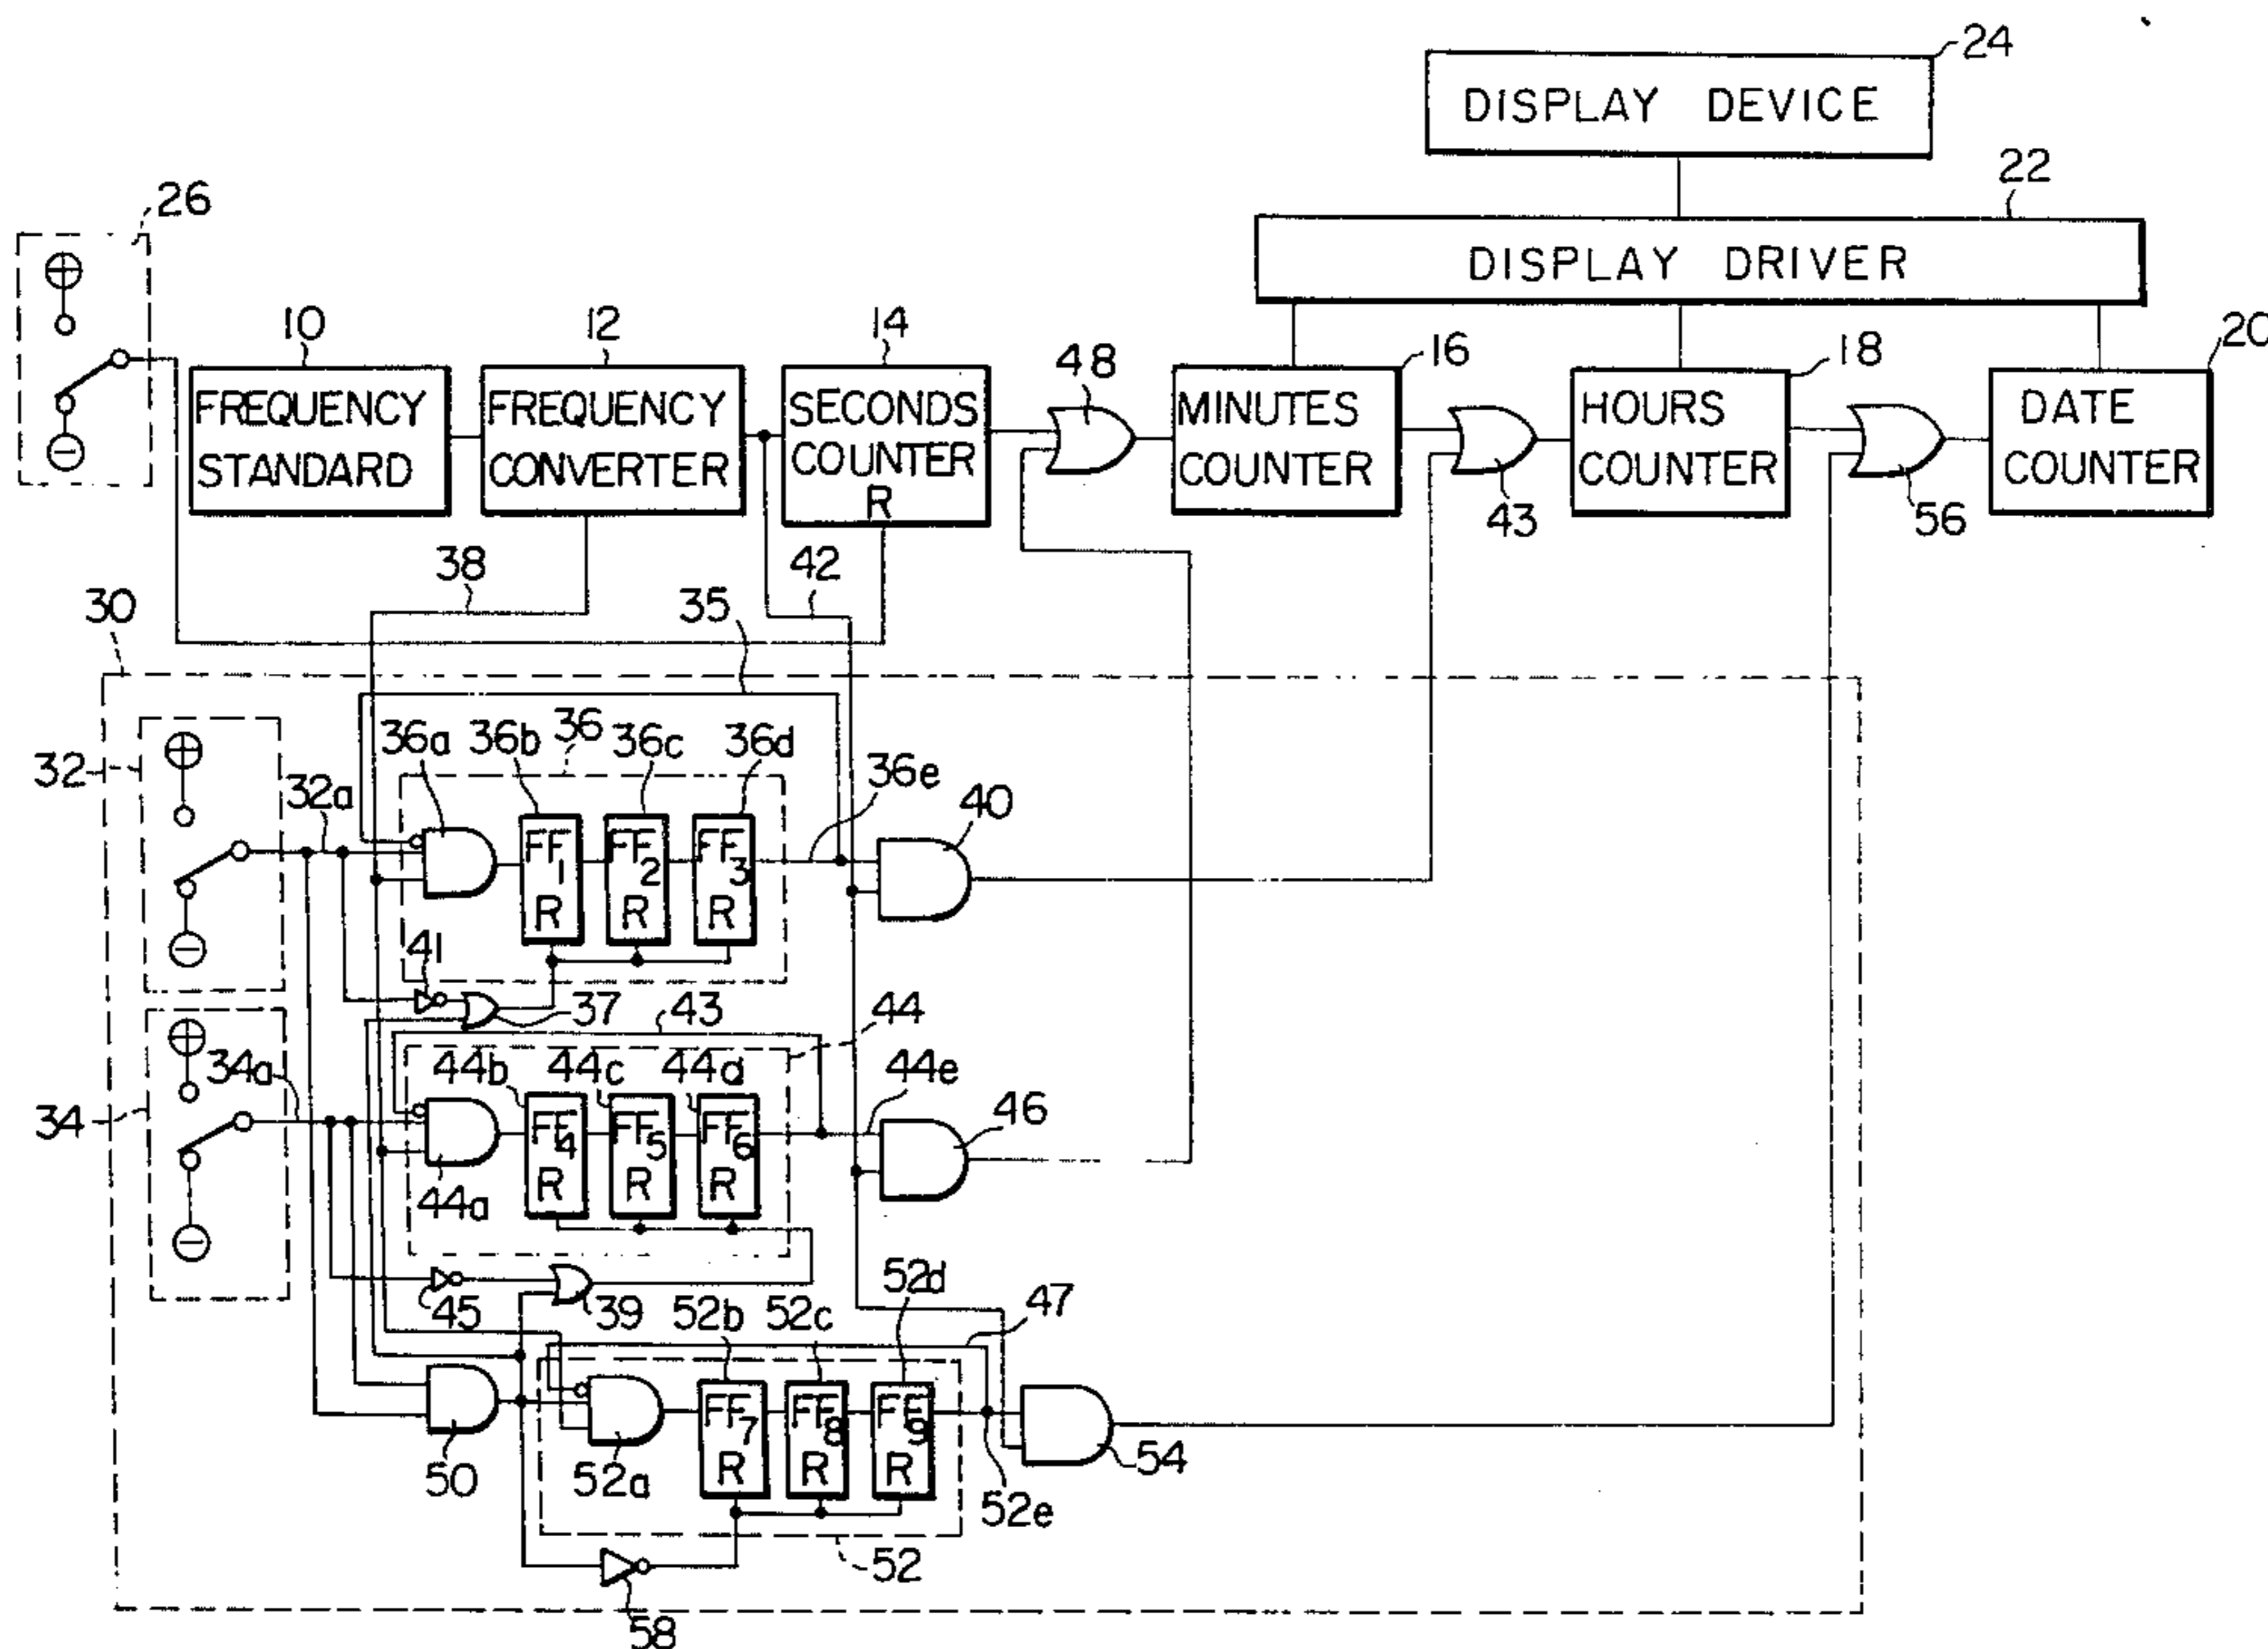 24
DISPLAY DEVICE
22
26
DISPLAY DRIVER
10
12
14
48
16
18
20
FREQUENCY
STANDARD
FREQUENCY
CONVERTER
SECONDS
COUNTER
R
MINUTES
COUNTER
HOURS
COUNTER
DATE
COUNTER
43
56
38
42
35
30
36a
36b
36
36c
36d
36e
32
32a
40
FF1
R
FF2
R
FF3
R
41
37
43
44
34
34a
44b
44c
44d
44e
46
FF4
R
FF5
R
FF6
R
44a
45
39
52b
52c
52d
47
FF7
R
FF8
R
FF9
R
50
52a
52e
54
52
58